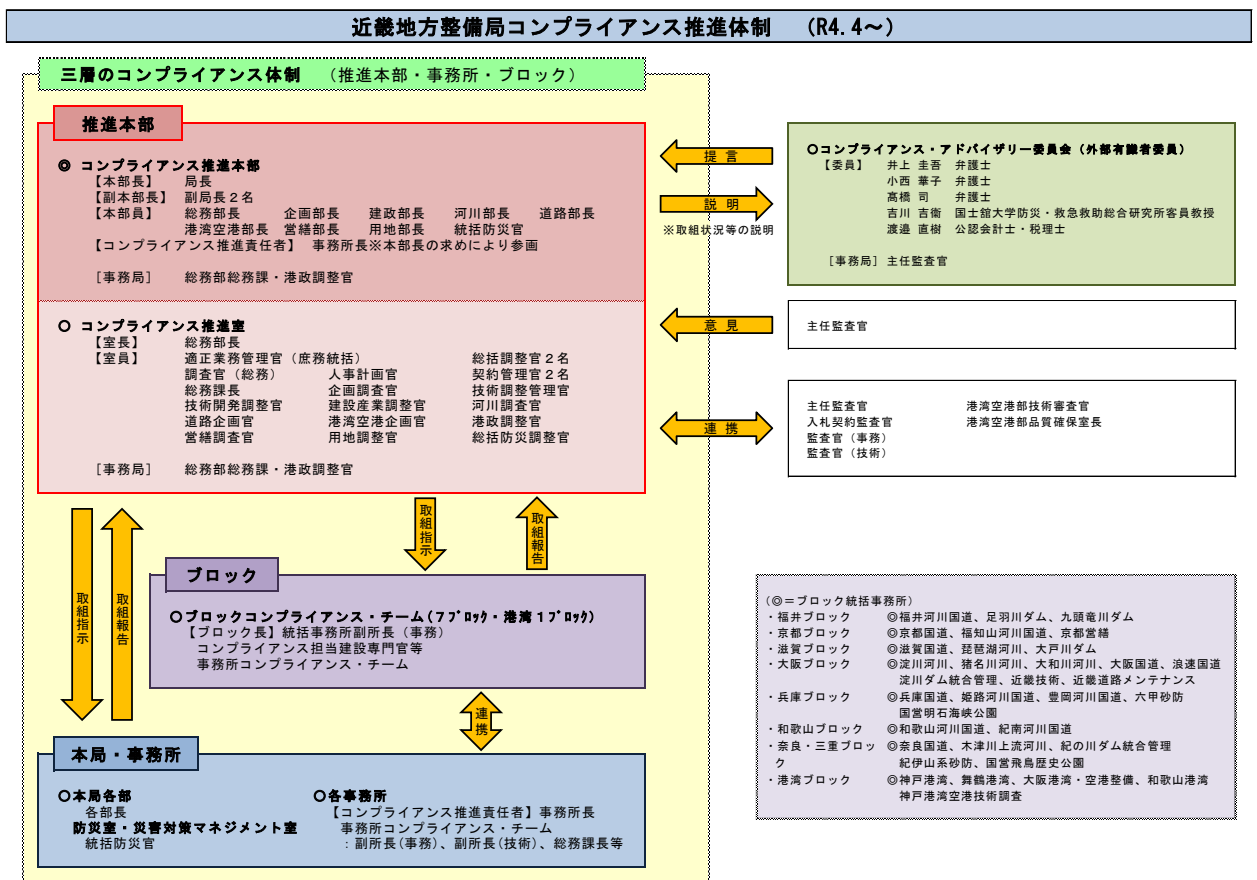 近畿地方整備局コンプライアンス推進体制　（R4.4～）
三層のコンプライアンス体制　（推進本部・事務所・ブロック）
推進本部
◎ コンプライアンス推進本部
【本部長】　局長
【副本部長】　副局長２名
【本部員】　総務部長　企画部長　建政部長　河川部長　道路部長
港湾空港部長　営繕部長　用地部長　統括防災官
【コンプライアンス推進責任者】　事務所長※本部長の求めにより参画
［事務局］　総務部総務課・港政調整官
○ コンプライアンス推進室
【室長】　総務部長
【室員】　適正業務管理官（庶務統括）　総括調整官２名
調査官（総務）　人事計画官　契約管理官２名
総務課長　企画調査官　技術調整管理官
技術開発調整官　建設産業調整官　河川調査官
道路企画官　港湾空港企画官　港政調整官
営繕調査官　用地調整官　総括防災調整官
［事務局］　総務部総務課・港政調整官
提 言
説 明
※取組状況等の説明
意 見
連 携
○コンプライアンス・アドバイザリー委員会（外部有識者委員）
【委員】　井上 圭吾　弁護士
小西 華子　弁護士
髙橋 司　弁護士
吉川 吉衞　国士舘大学防災・救急救助総合研究所客員教授
渡邉 直樹　公認会計士・税理士
［事務局］主任監査官
主任監査官
主任監査官　港湾空港部技術審査官
入札契約監査官　港湾空港部品質確保室長
監査官（事務）
監査官（技術）
取組指示
取組報告
取組指示
取組報告
ブロック
○ブロックコンプライアンス・チーム(７ﾌﾞﾛｯｸ・港湾１ﾌﾞﾛｯｸ)
【ブロック長】統括事務所副所長（事務）
コンプライアンス担当建設専門官等
事務所コンプライアンス・チーム
連携
本局・事務所
○本局各部
各部長
防災室・災害対策マネジメント室
統括防災官
○各事務所
【コンプライアンス推進責任者】事務所長
事務所コンプライアンス・チーム
：副所長(事務)、副所長(技術)、総務課長等
（◎＝ブロック統括事務所）
・福井ブロック　◎福井河川国道、足羽川ダム、九頭竜川ダム
・京都ブロック　◎京都国道、福知山河川国道、京都営繕
・滋賀ブロック　◎滋賀国道、琵琶湖河川、大戸川ダム
・大阪ブロック　◎淀川河川、猪名川河川、大和川河川、大阪国道、浪速国道
淀川ダム統合管理、近畿技術、近畿道路メンテナンス
・兵庫ブロック　◎兵庫国道、姫路河川国道、豊岡河川国道、六甲砂防
国営明石海峡公園
・和歌山ブロック　◎和歌山河川国道、紀南河川国道
・奈良・三重ブロッ　◎奈良国道、木津川上流河川、紀の川ダム統合管理
ク　紀伊山系砂防、国営飛鳥歴史公園
・港湾ブロック　◎神戸港湾、舞鶴港湾、大阪港湾・空港整備、和歌山港湾
神戸港湾空港技術調査